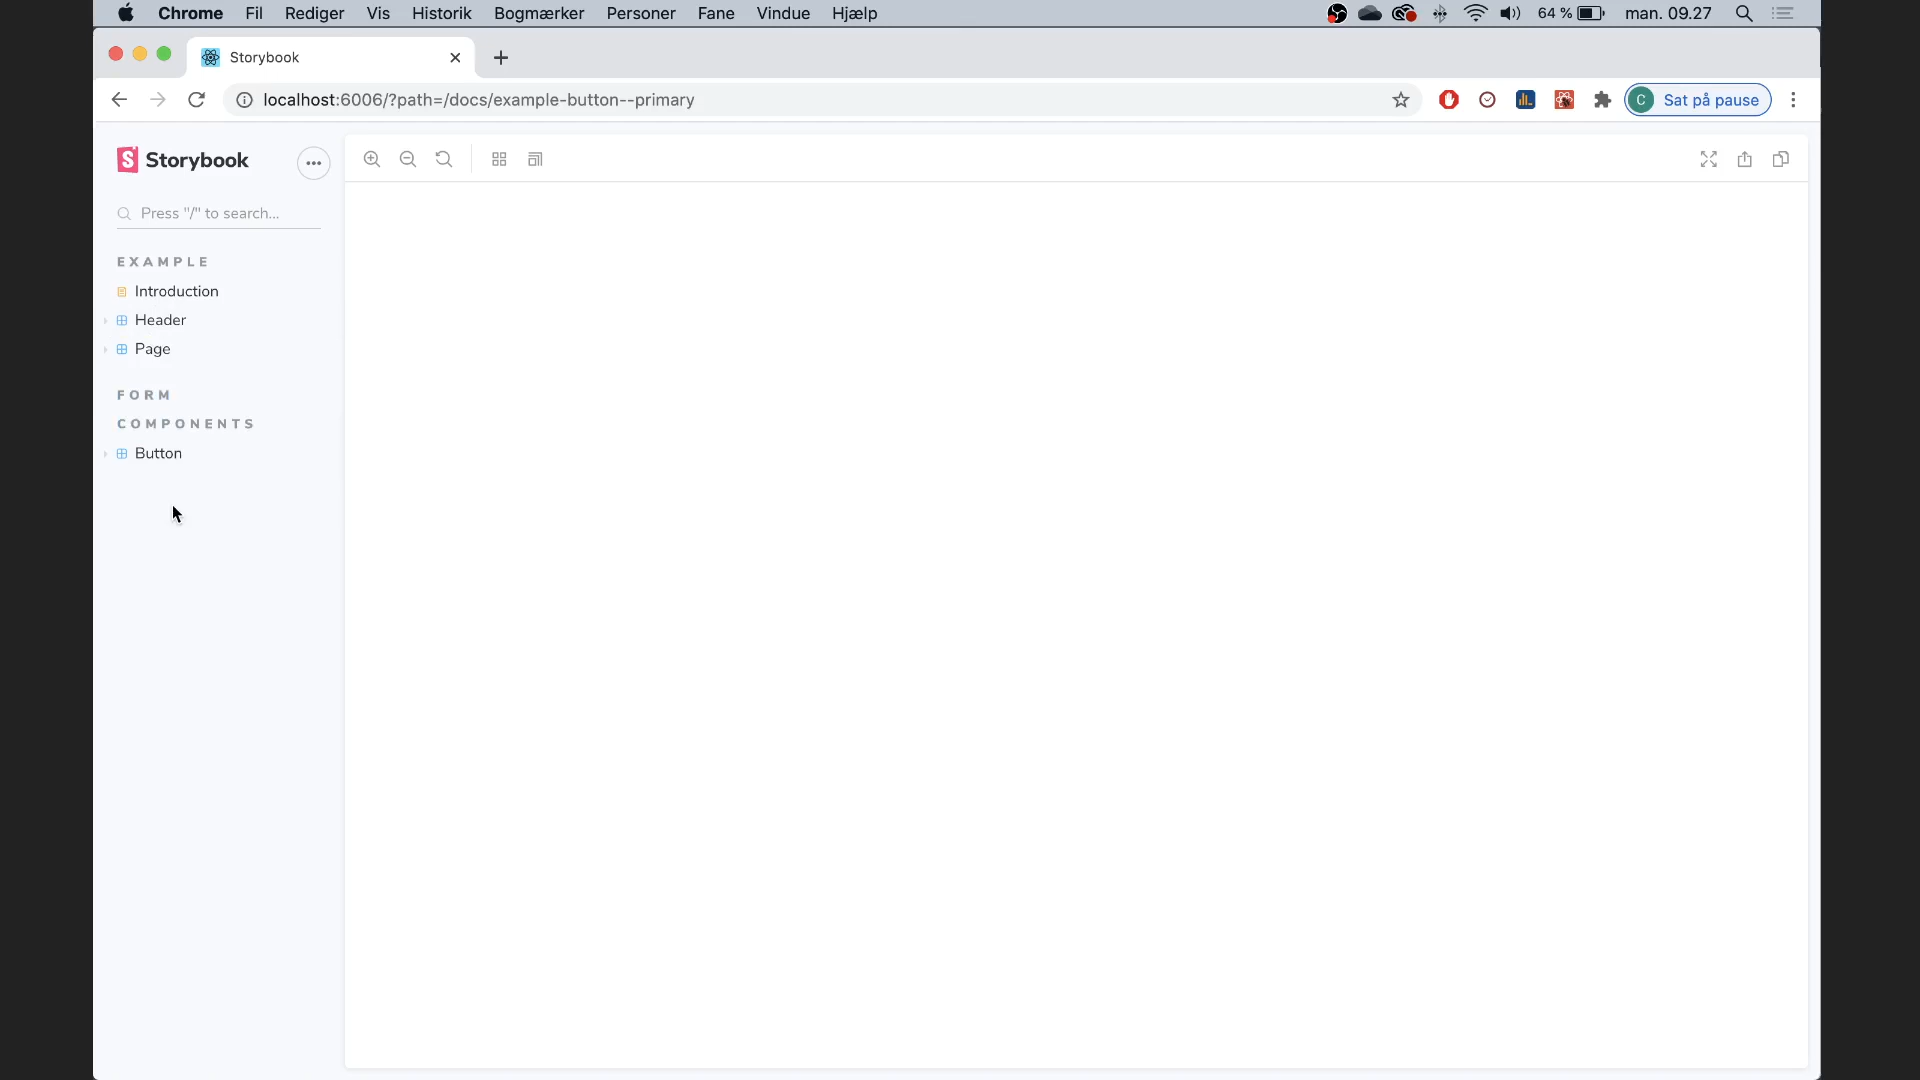 Chrome Fil Rediger Vis Historik Bogmærker Personer Fane Vindue Hjælp 64 % man. 09.27
Storybook
localhost:6006/?path=/docs/example-button--primary C Sat på pause
S Storybook
Press "/" to search...
EXAMPLE
Introduction
Header
Page
FORM
COMPONENTS
Button